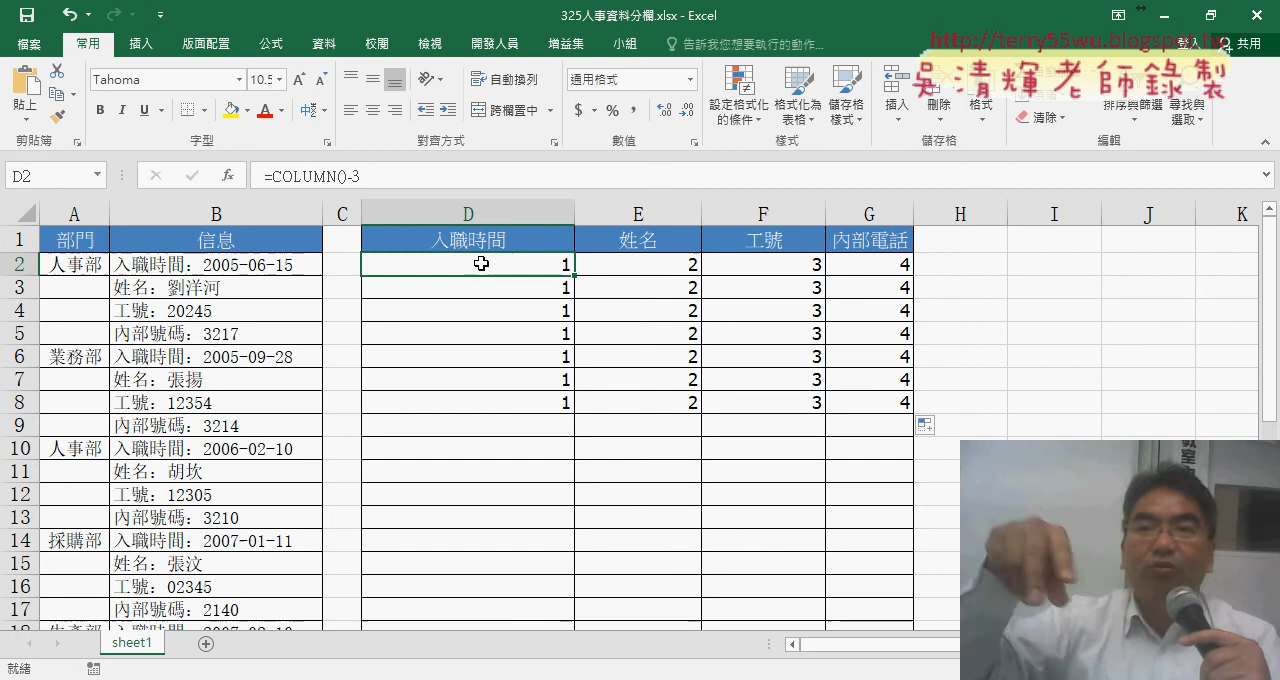 325人事資料分欄.xlsx - Excel
檔案 常用 插入 版面配置 公式 資料 校閱 檢視 開發人員 增益集 小組 告訴我您想要執行的動作... 登入 共用
http://terry55wu.blogspot.tw
吳清輝老師錄製
Tahoma 10.5 自動換列 通用格式
貼上 B I U A 跨欄置中 $ % 設定格式化的條件 格式化為表格 儲存格樣式 插入 刪除 格式 清除 排序與篩選 尋找與選取
剪貼簿 字型 對齊方式 數值 樣式 儲存格 編輯
D2 fx =COLUMN()-3
A B C D E F G H I J K
1 部門 信息 入職時間 姓名 工號 內部電話
2 人事部 入職時間: 2005-06-15 1 2 3 4
3 姓名: 劉洋河 1 2 3 4
4 工號: 20245 1 2 3 4
5 內部號碼: 3217 1 2 3 4
6 業務部 入職時間: 2005-09-28 1 2 3 4
7 姓名: 張揚 1 2 3 4
8 工號: 12354 1 2 3 4
9 內部號碼: 3214
10 人事部 入職時間: 2006-02-10
11 姓名: 胡坎
12 工號: 12305
13 內部號碼: 3210
14 採購部 入職時間: 2007-01-11
15 姓名: 張汶
16 工號: 02345
17 內部號碼: 2140
sheet1
就緒